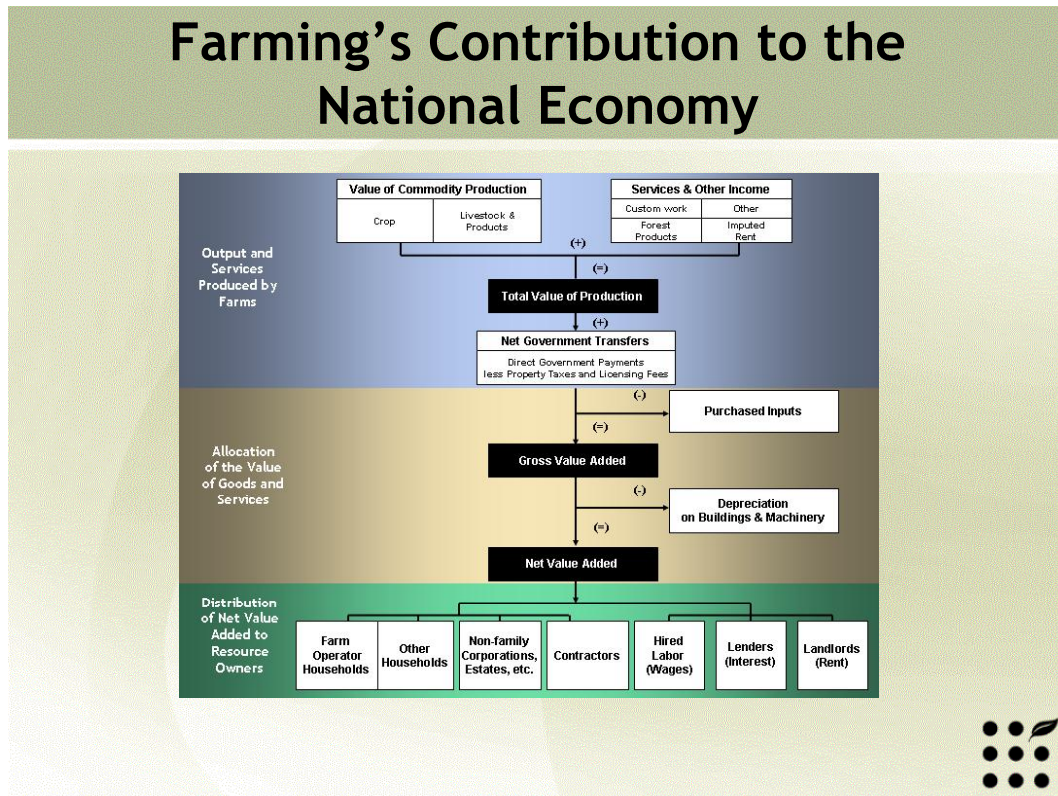 Farming’s Contribution to the
National Economy
Value of Commodity Production
Crop
Livestock &
Products
Services & Other Income
Custom work
Other
Forest
Products
Imputed
Rent
(+)
(=)
Output and
Services
Produced by
Farms
Total Value of Production
(+)
Net Government Transfers
Direct Government Payments
less Property Taxes and Licensing Fees
(-)
Purchased Inputs
(=)
Allocation
of the Value
of Goods and
Services
Gross Value Added
(-)
Depreciation
on Buildings & Machinery
(=)
Net Value Added
Distribution
of Net Value
Added to
Resource
Owners
Farm
Operator
Households
Other
Households
Non-family
Corporations,
Estates, etc.
Contractors
Hired
Labor
(Wages)
Lenders
(Interest)
Landlords
(Rent)